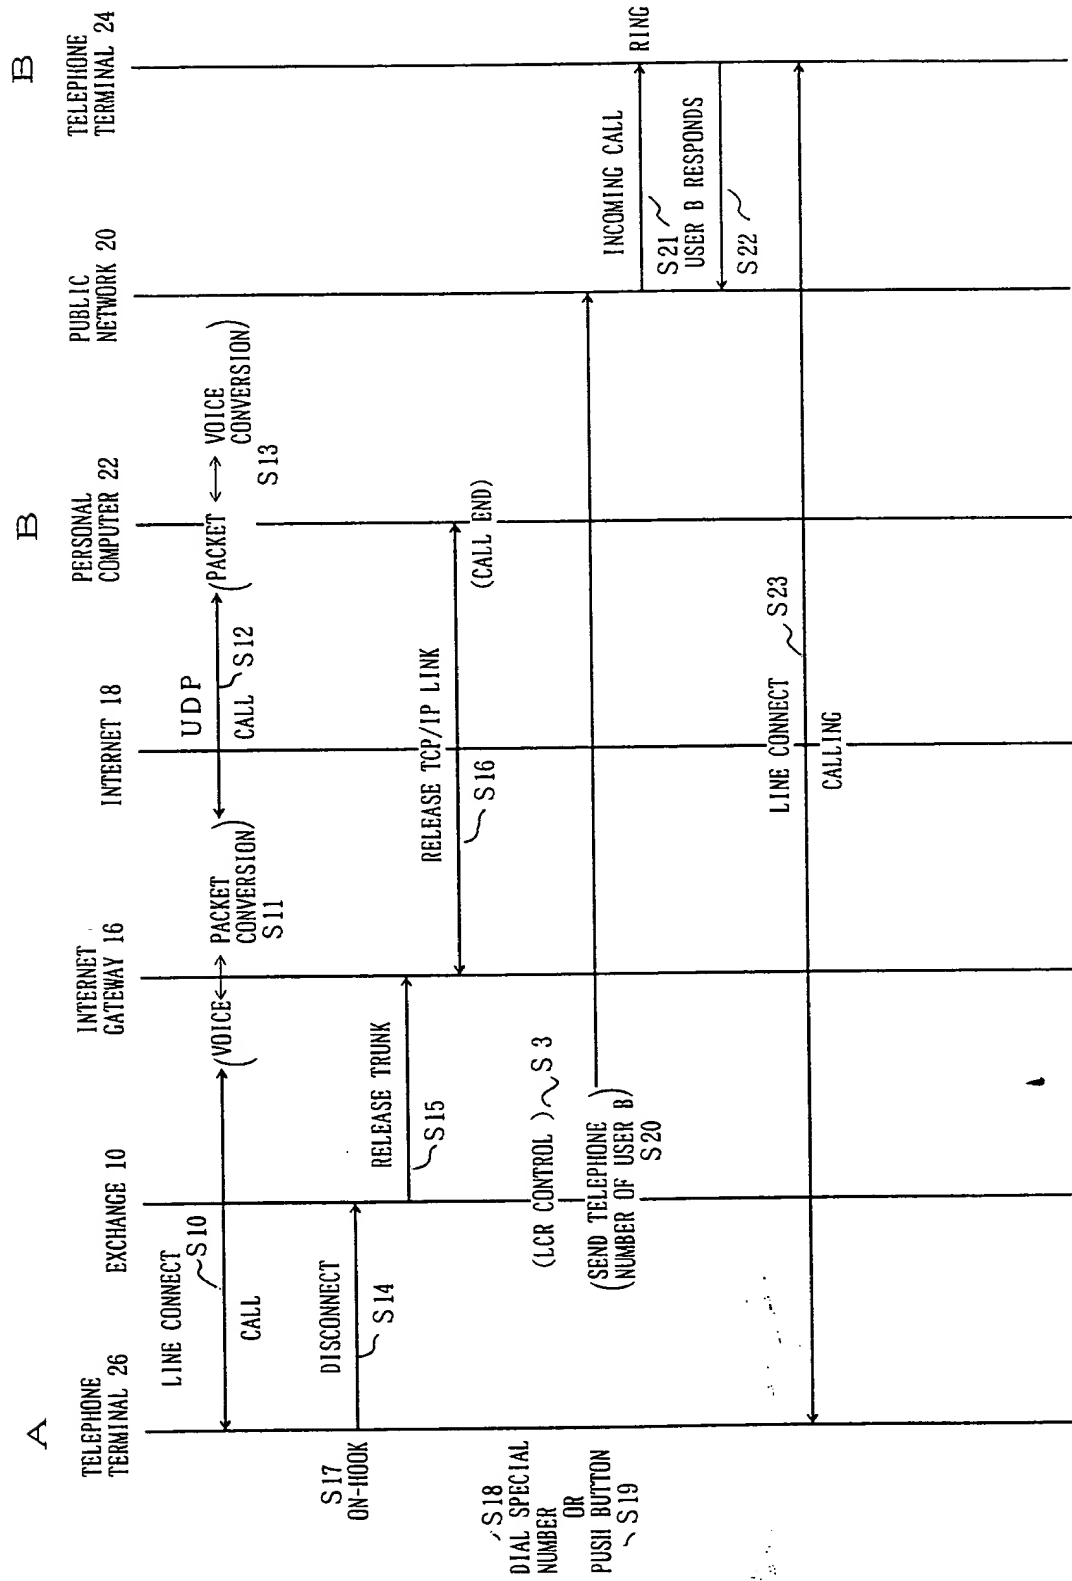 A
B
B
TELEPHONE
TERMINAL 26
EXCHANGE 10
INTERNET
GATEWAY 16
INTERNET 18
PERSONAL
COMPUTER 22
PUBLIC
NETWORK 20
TELEPHONE
TERMINAL 24
LINE CONNECT
S10
CALL
(VOICE
PACKET
CONVERSION)
S11
UDP
S12
CALL
(PACKET
VOICE
CONVERSION)
S13
S17
ON-HOOK
DISCONNECT
S14
RELEASE TRUNK
S15
RELEASE TCP/IP LINK
S16
(CALL END)
S18
DIAL SPECIAL
NUMBER
OR
PUSH BUTTON
S19
(LCR CONTROL) S3
(SEND TELEPHONE
NUMBER OF USER B)
S20
INCOMING CALL
RING
S21
USER B RESPONDS
S22
LINE CONNECT
S23
CALLING